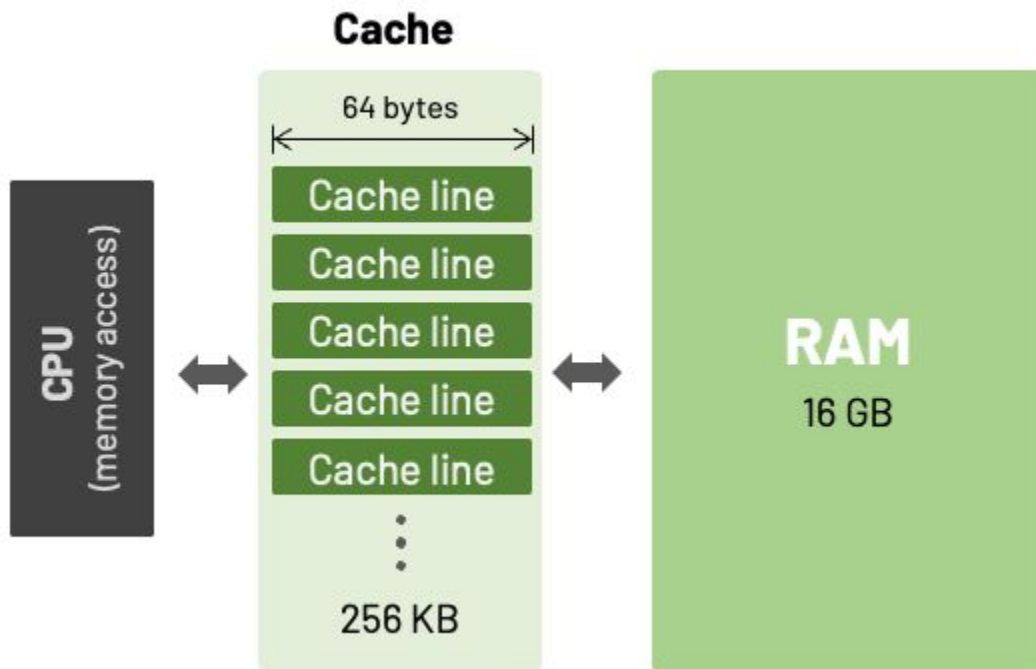 Cache
64 bytes
CPU
(memory access)
Cache line
Cache line
Cache line
Cache line
Cache line
256 KB
RAM
16 GB